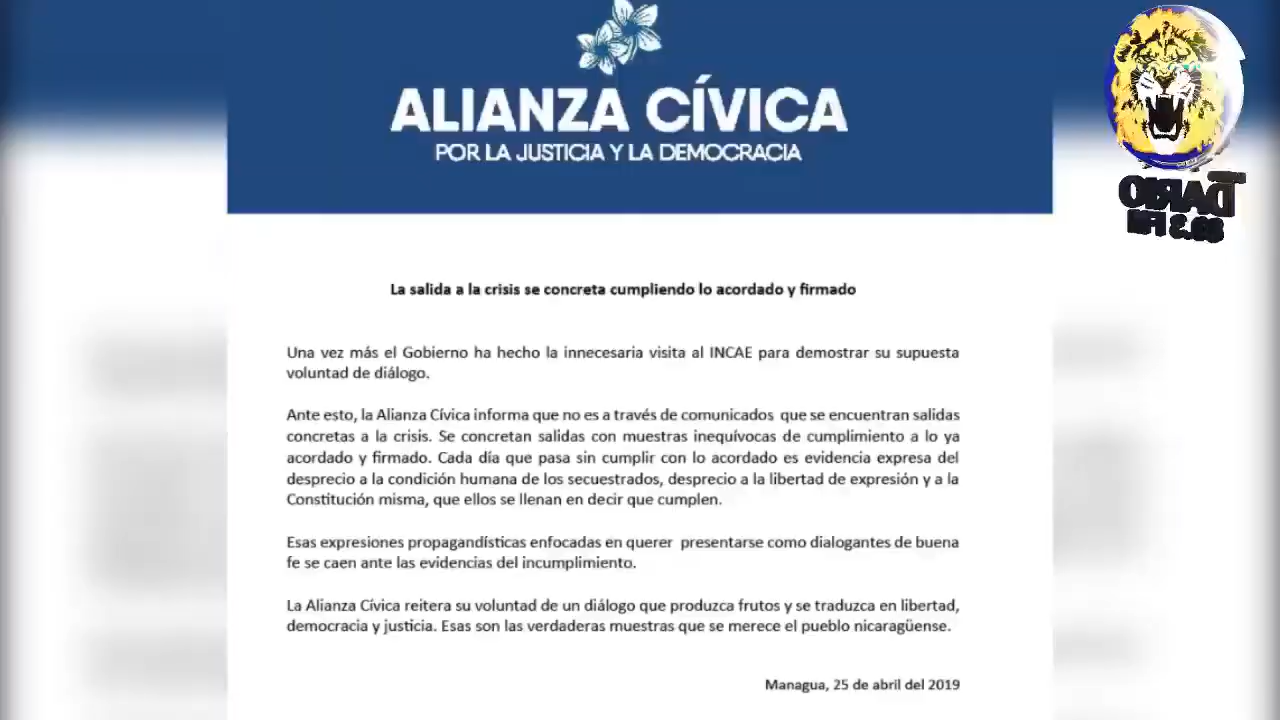 ALIANZA CÍVICA
POR LA JUSTICIA Y LA DEMOCRACIA
La salida a la crisis se concreta cumpliendo lo acordado y firmado
Una vez más el Gobierno ha hecho la innecesaria visita al INCAE para demostrar su supuesta
voluntad de diálogo.
Ante esto, la Alianza Cívica informa que no es a través de comunicados que se encuentran salidas
concretas a la crisis. Se concretan salidas con muestras inequívocas de cumplimiento a lo ya
acordado y firmado. Cada día que pasa sin cumplir con lo acordado es evidencia expresa del
desprecio a la condición humana de los secuestrados, desprecio a la libertad de expresión y a la
Constitución misma, que ellos se llenan en decir que cumplen.
Esas expresiones propagandísticas enfocadas en querer presentarse como dialogantes de buena
fe se caen ante las evidencias del incumplimiento.
La Alianza Cívica reitera su voluntad de un diálogo que produzca frutos y se traduzca en libertad,
democracia y justicia. Esas son las verdaderas muestras que se merece el pueblo nicaragüense.
Managua, 25 de abril del 2019
DARIO
89.3 FM